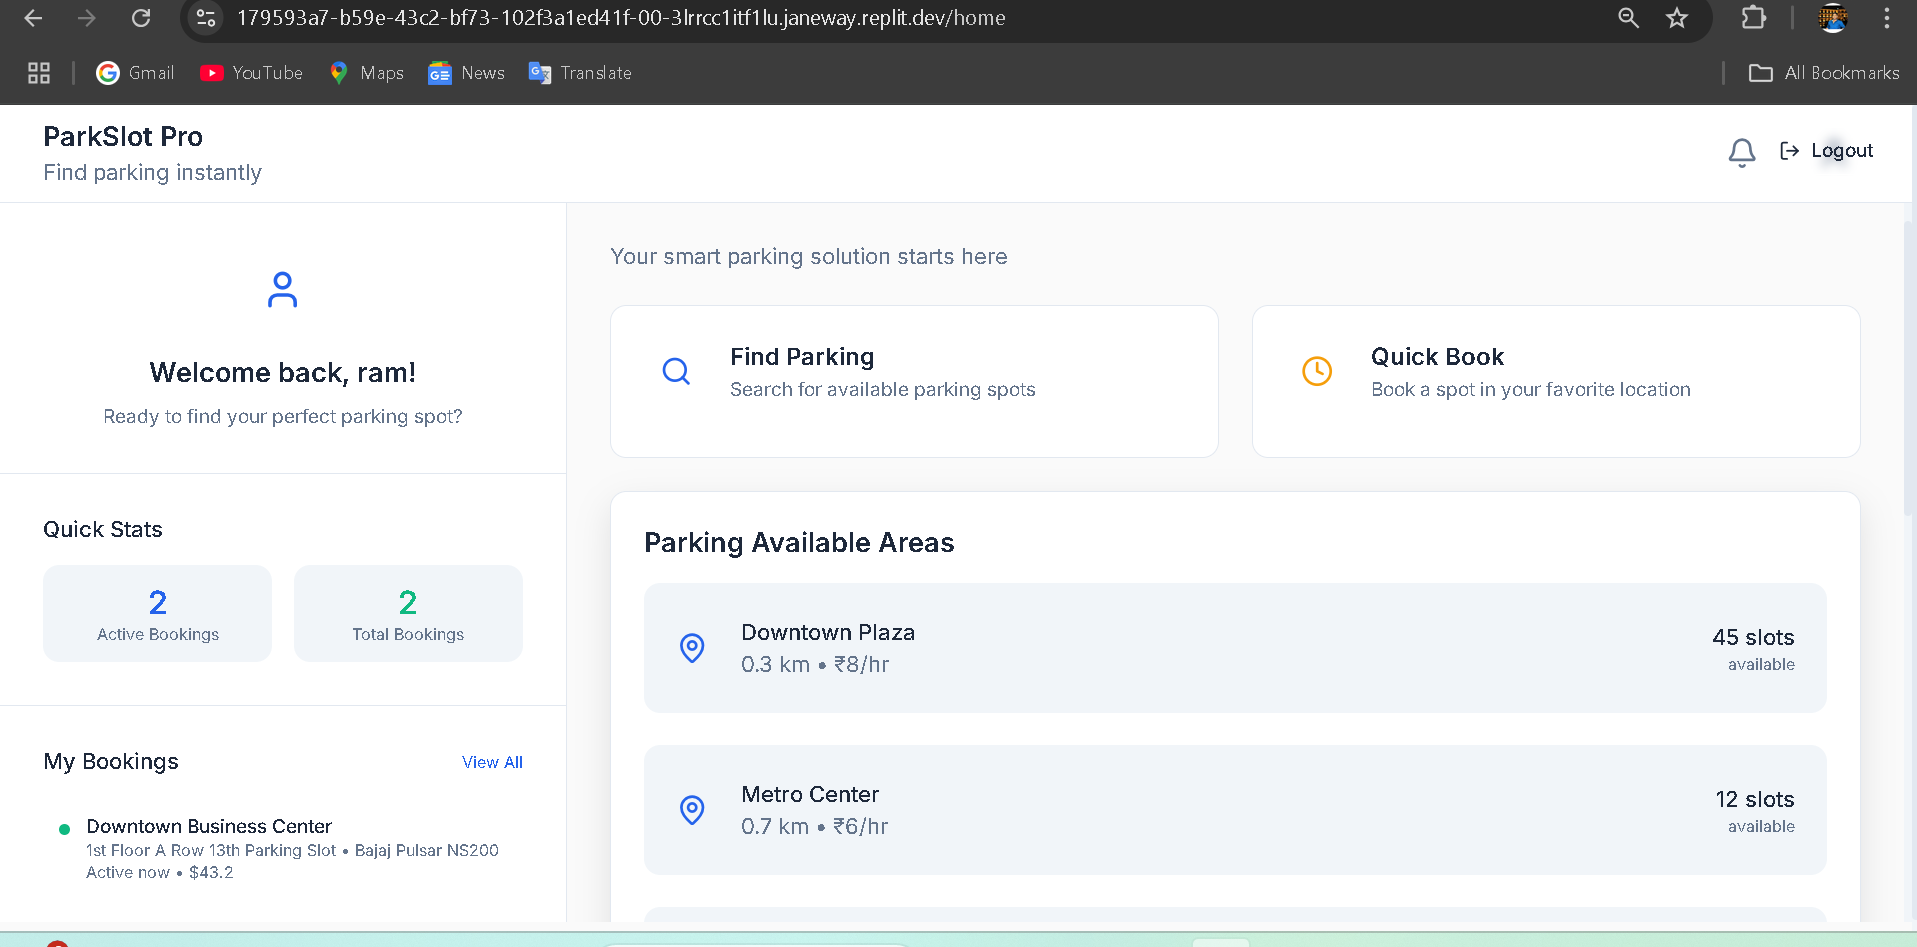 179593a7-b59e-43c2-bf73-102f3a1ed41f-00-3lrrcc1itf1lu.janeway.replit.dev/home
Gmail
YouTube
Maps
News
Translate
All Bookmarks
ParkSlot Pro
Find parking instantly
Logout
Welcome back, ram!
Ready to find your perfect parking spot?
Quick Stats
2
Active Bookings
2
Total Bookings
My Bookings
View All
Downtown Business Center
1st Floor A Row 13th Parking Slot • Bajaj Pulsar NS200
Active now • $43.2
Your smart parking solution starts here
Find Parking
Search for available parking spots
Quick Book
Book a spot in your favorite location
Parking Available Areas
Downtown Plaza
0.3 km • ₹8/hr
45 slots
available
Metro Center
0.7 km • ₹6/hr
12 slots
available